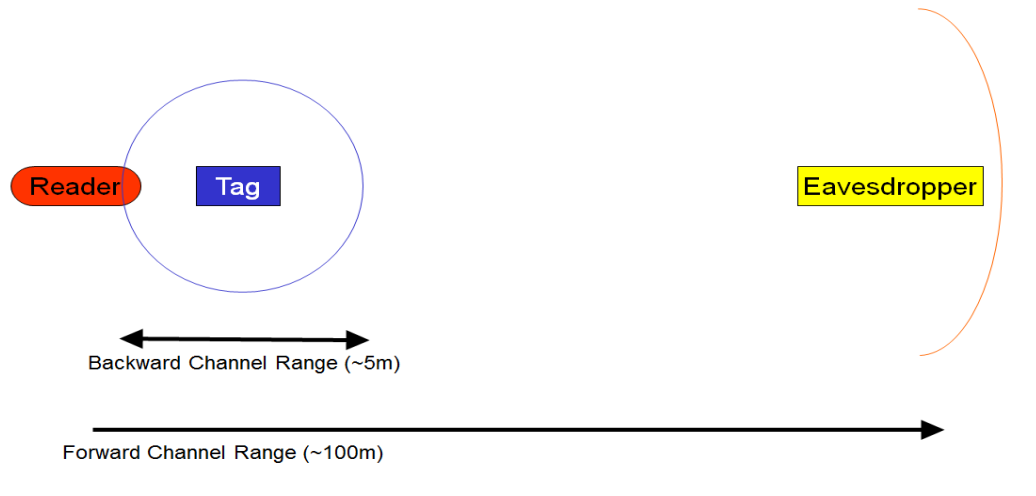 Reader
Tag
Eavesdropper
Backward Channel Range (~5m)
Forward Channel Range (~100m)